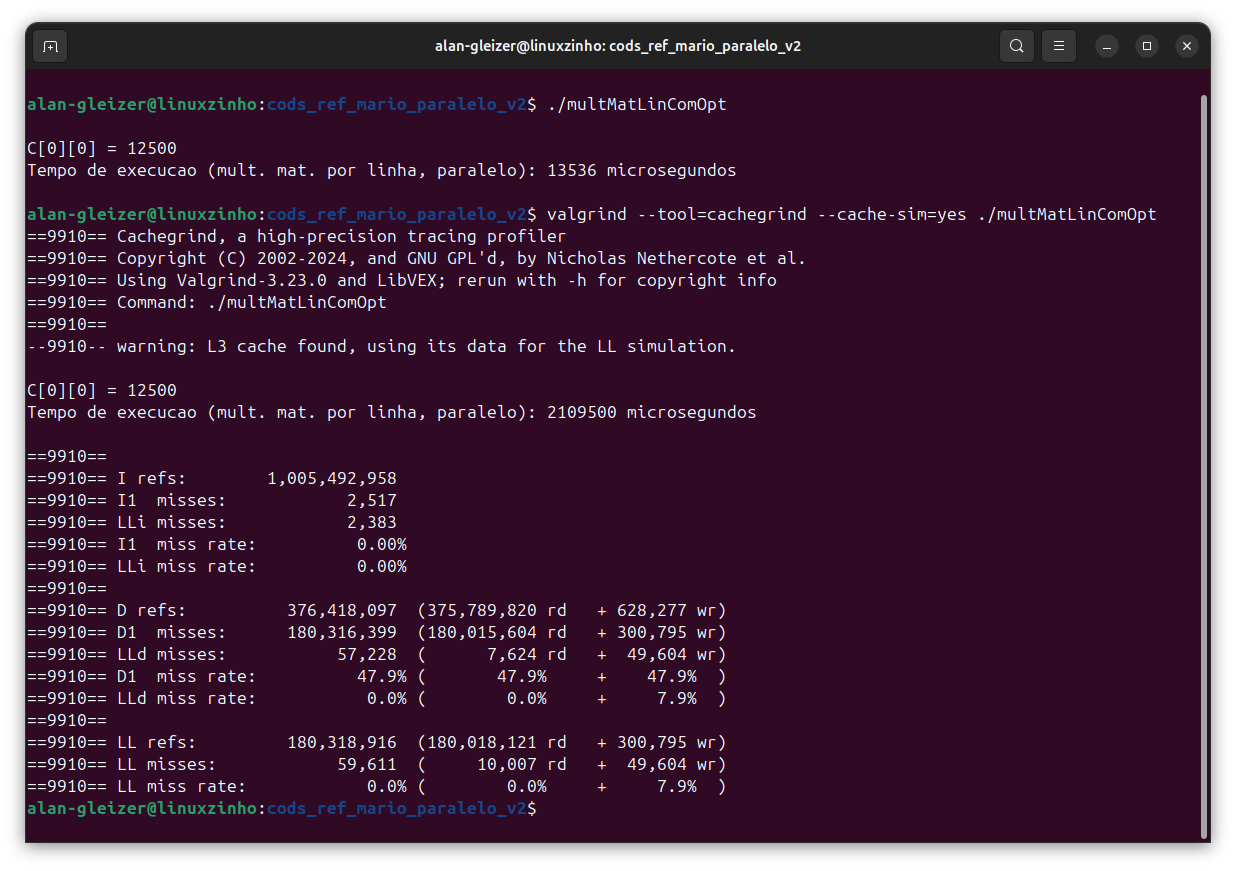 alan-gleizer@linuxzinho: cods_ref_mario_paralelo_v2
alan-gleizer@linuxzinho:cods_ref_mario_paralelo_v2$ ./multMatLinComOpt
C[0][0] = 12500
Tempo de execucao (mult. mat. por linha, paralelo): 13536 microsegundos
alan-gleizer@linuxzinho:cods_ref_mario_paralelo_v2$ valgrind --tool=cachegrind --cache-sim=yes ./multMatLinComOpt
==9910== Cachegrind, a high-precision tracing profiler
==9910== Copyright (C) 2002-2024, and GNU GPL'd, by Nicholas Nethercote et al.
==9910== Using Valgrind-3.23.0 and LibVEX; rerun with -h for copyright info
==9910== Command: ./multMatLinComOpt
==9910==
--9910-- warning: L3 cache found, using its data for the LL simulation.
C[0][0] = 12500
Tempo de execucao (mult. mat. por linha, paralelo): 2109500 microsegundos
==9910==
==9910== I refs:        1,005,492,958
==9910== I1  misses:            2,517
==9910== LLi misses:            2,383
==9910== I1  miss rate:          0.00%
==9910== LLi miss rate:          0.00%
==9910==
==9910== D refs:          376,418,097  (375,789,820 rd   + 628,277 wr)
==9910== D1  misses:      180,316,399  (180,015,604 rd   + 300,795 wr)
==9910== LLd misses:           57,228  (      7,624 rd   +  49,604 wr)
==9910== D1  miss rate:          47.9% (       47.9%     +    47.9%  )
==9910== LLd miss rate:           0.0% (        0.0%     +     7.9%  )
==9910==
==9910== LL refs:         180,318,916  (180,018,121 rd   + 300,795 wr)
==9910== LL misses:            59,611  (     10,007 rd   +  49,604 wr)
==9910== LL miss rate:            0.0% (        0.0%     +     7.9%  )
alan-gleizer@linuxzinho:cods_ref_mario_paralelo_v2$